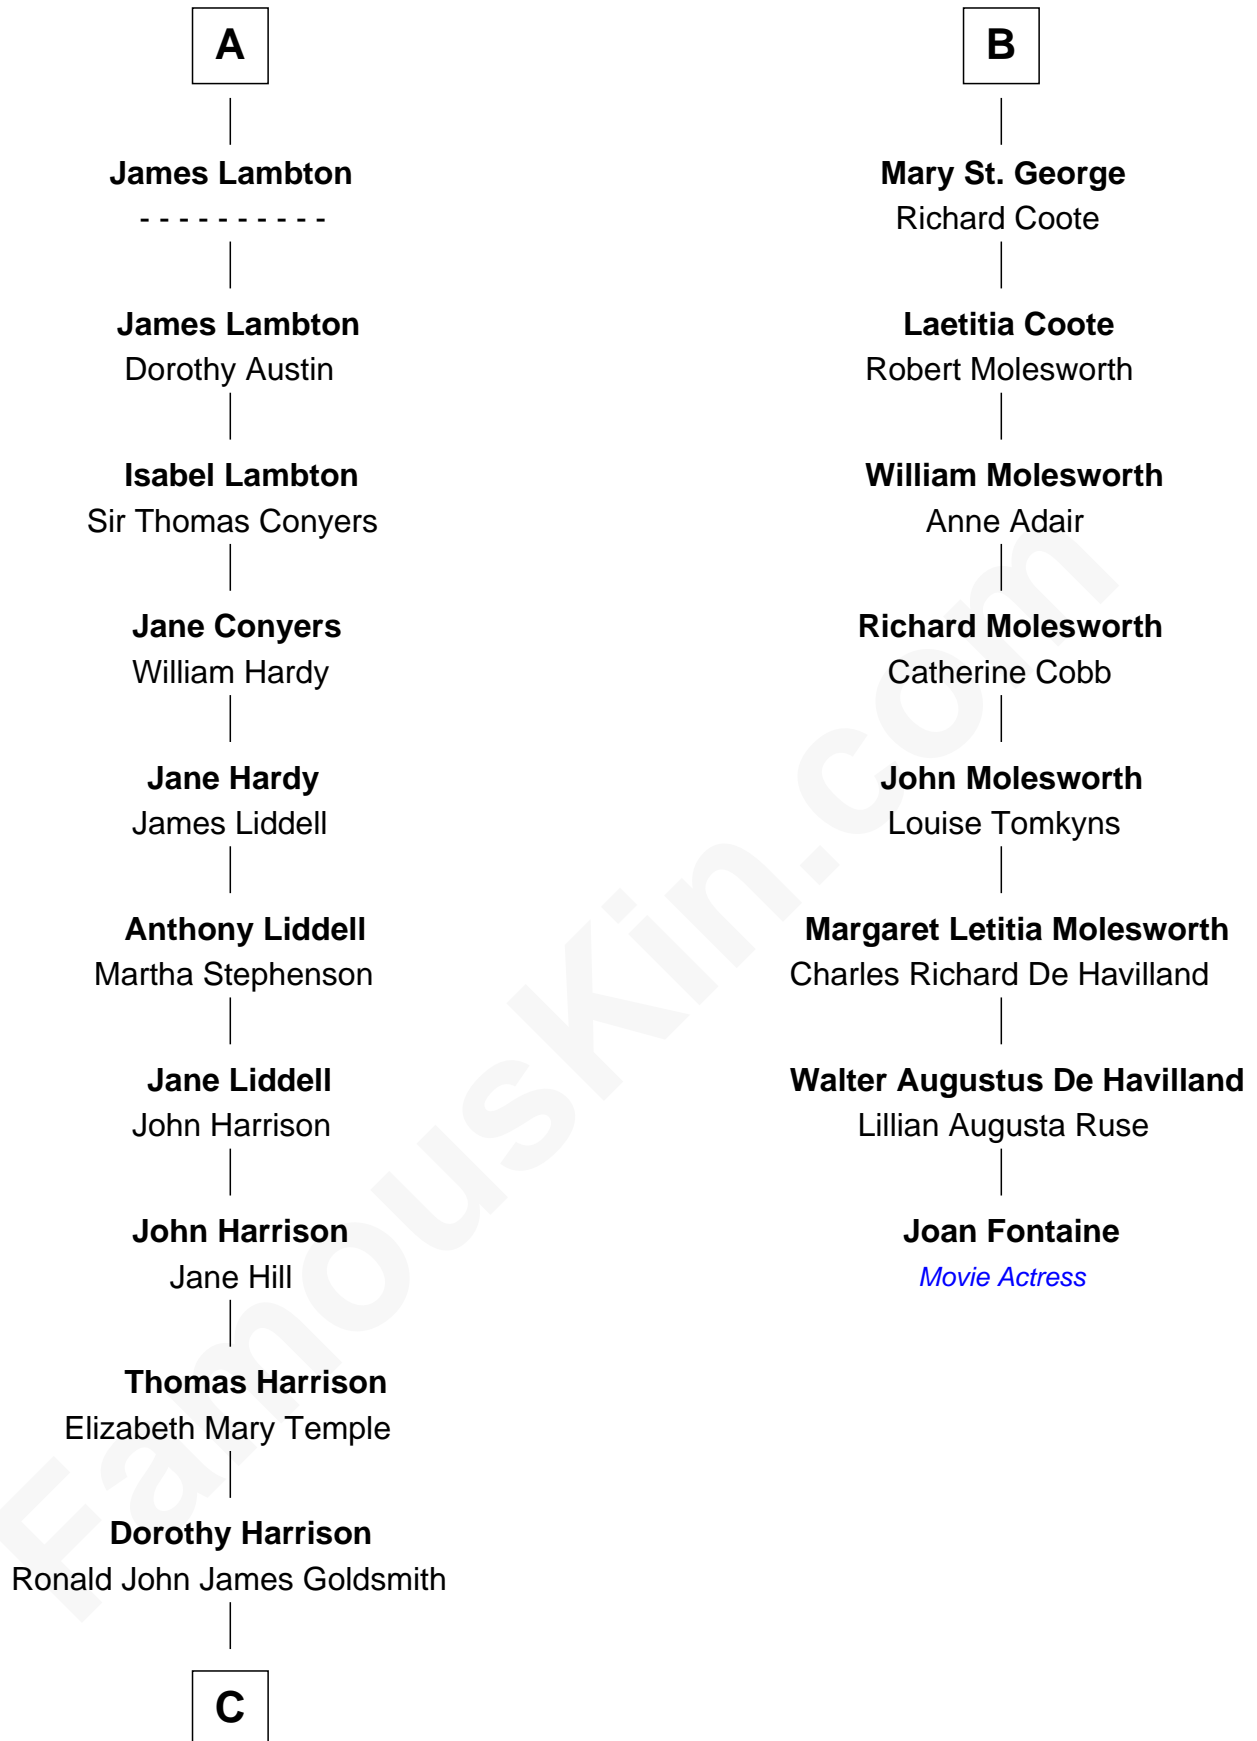 A
James Lambton
- - - - - - - - - -
James Lambton
Dorothy Austin
Isabel Lambton
Sir Thomas Conyers
Jane Conyers
William Hardy
Jane Hardy
James Liddell
Anthony Liddell
Martha Stephenson
Jane Liddell
John Harrison
John Harrison
Jane Hill
Thomas Harrison
Elizabeth Mary Temple
Dorothy Harrison
Ronald John James Goldsmith
C
B
Mary St. George
Richard Coote
Laetitia Coote
Robert Molesworth
William Molesworth
Anne Adair
Richard Molesworth
Catherine Cobb
John Molesworth
Louise Tomkyns
Margaret Letitia Molesworth
Charles Richard De Havilland
Walter Augustus De Havilland
Lillian Augusta Ruse
Joan Fontaine
Movie Actress
FamousKin.com